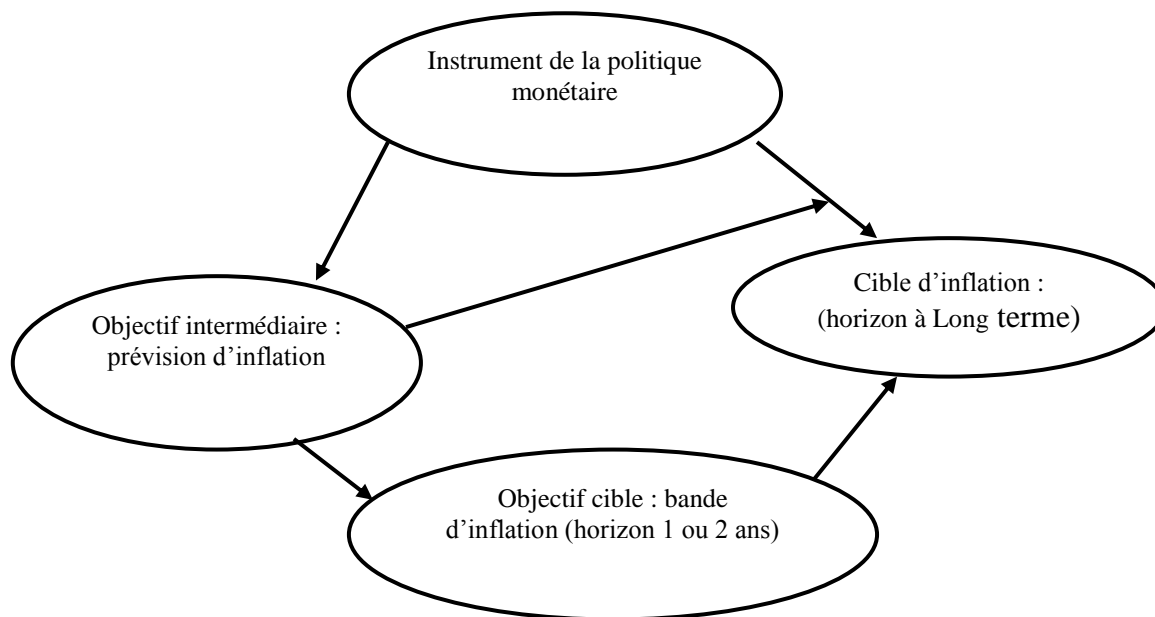 Instrument de la politique
monétaire
Cible d’inflation :
(horizon à Long terme)
Objectif intermédiaire :
prévision d’inflation
Objectif cible : bande
d’inflation (horizon 1 ou 2 ans)